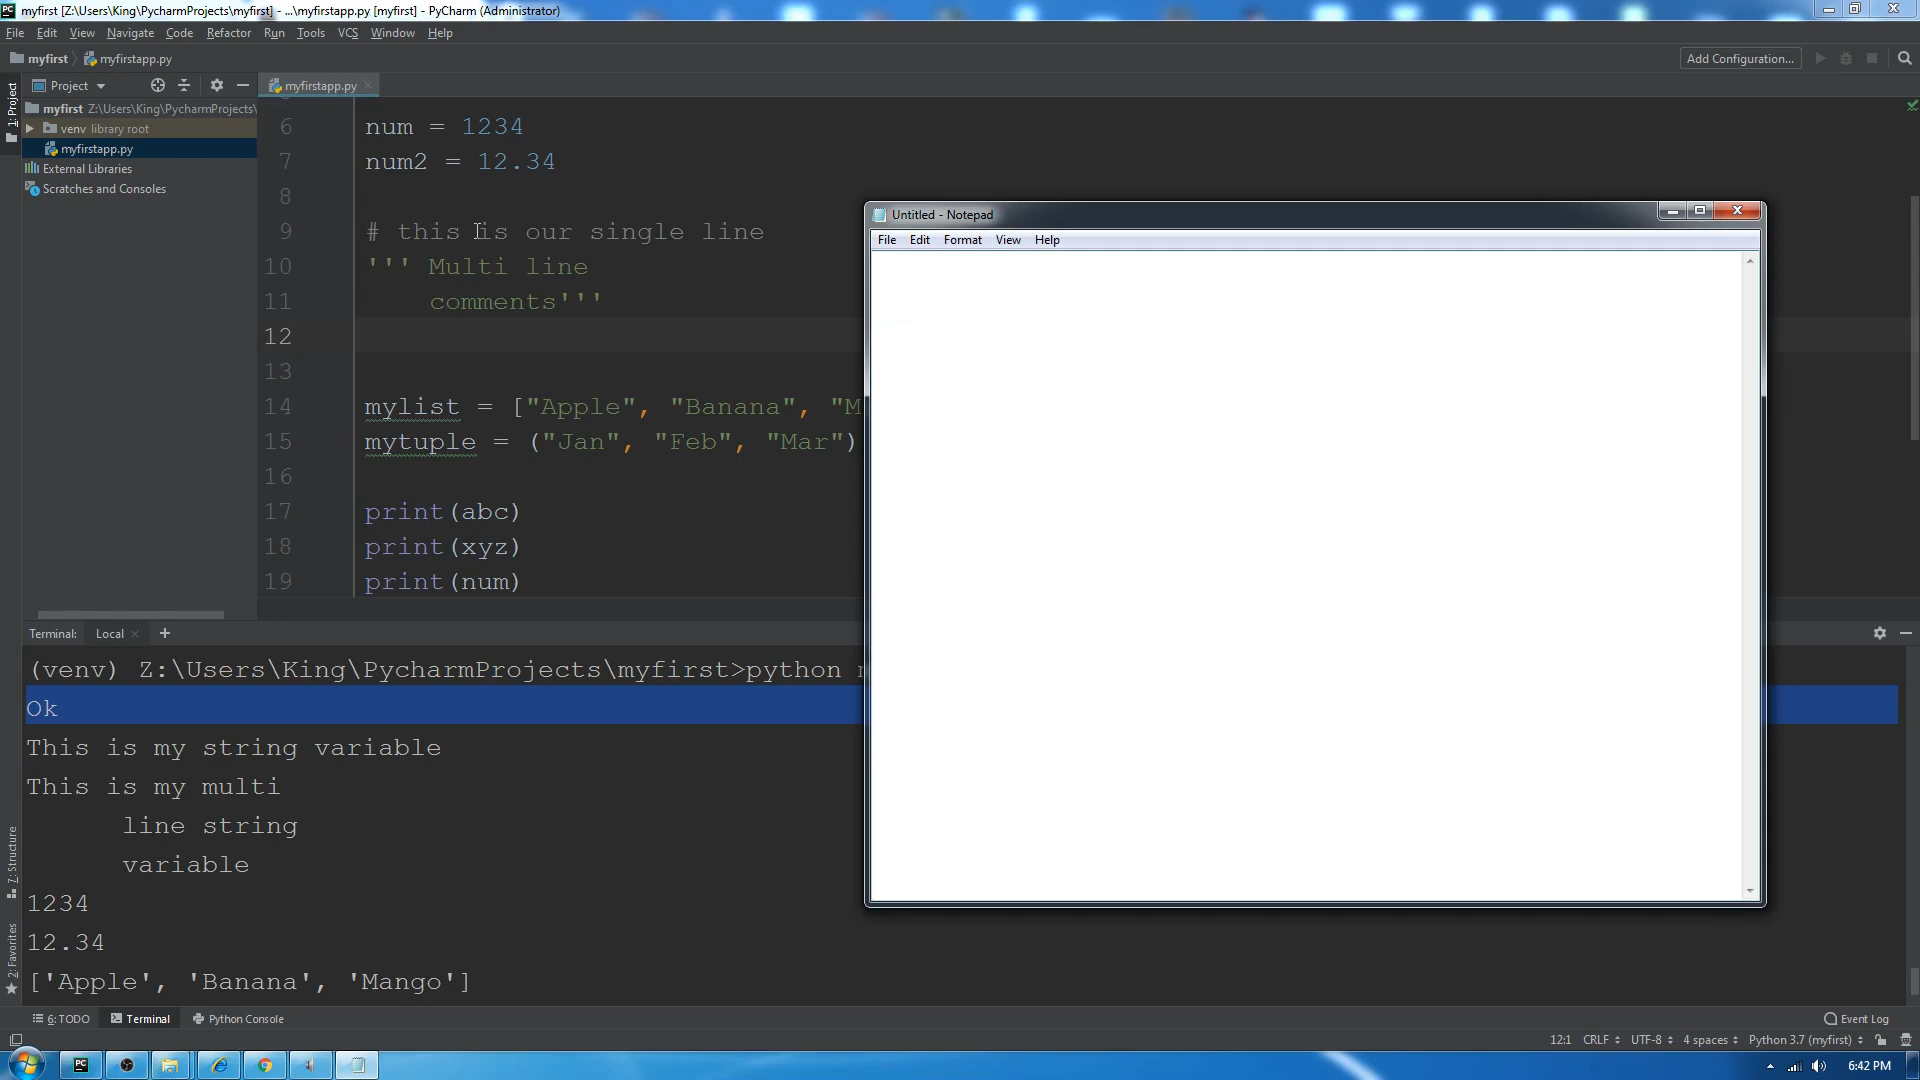 myfirst [Z:\Users\King\PycharmProjects\myfirst] - ...\myfirstapp.py [myfirst] - PyCharm (Administrator)
File Edit View Navigate Code Refactor Run Tools VCS Window Help
myfirst myfirstapp.py Add Configuration...
Project myfirstapp.py
1: Project
myfirst Z:\Users\King\PycharmProjects\
venv library root
myfirstapp.py
External Libraries
Scratches and Consoles
6 num = 1234
7 num2 = 12.34
8
9 # this is our single line
10 ''' Multi line
11 comments'''
12
13
14 mylist = ["Apple", "Banana", "M
15 mytuple = ("Jan", "Feb", "Mar")
16
17 print(abc)
18 print(xyz)
19 print(num)
Untitled - Notepad
File Edit Format View Help
Terminal: Local
(venv) Z:\Users\King\PycharmProjects\myfirst>python
Ok
This is my string variable
This is my multi
line string
variable
1234
12.34
['Apple', 'Banana', 'Mango']
Z: Structure
2: Favorites
6: TODO Terminal Python Console Event Log
12:1 CRLF UTF-8 4 spaces Python 3.7 (myfirst)
PC
6:42 PM